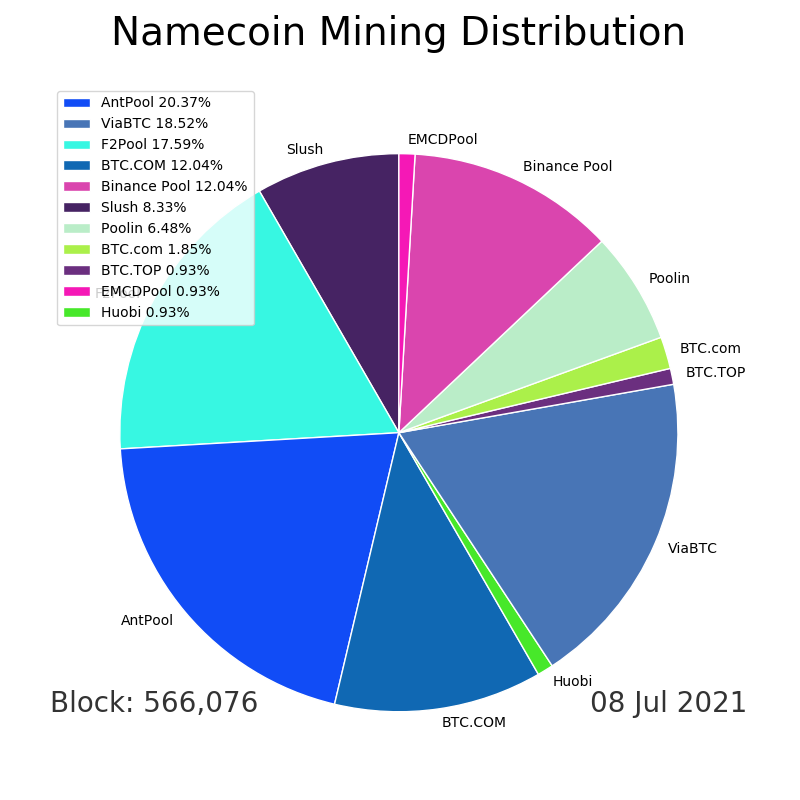 Namecoin Mining Distribution
AntPool 20.37%
ViaBTC 18.52%
F2Pool 17.59%
BTC.COM 12.04%
Binance Pool 12.04%
Slush 8.33%
Poolin 6.48%
BTC.com 1.85%
BTC.TOP 0.93%
EMCDPool 0.93%
Huobi 0.93%
EMCDPool
Slush
Binance Pool
Poolin
BTC.com
BTC.TOP
ViaBTC
AntPool
Huobi
BTC.COM
Block: 566,076
08 Jul 2021